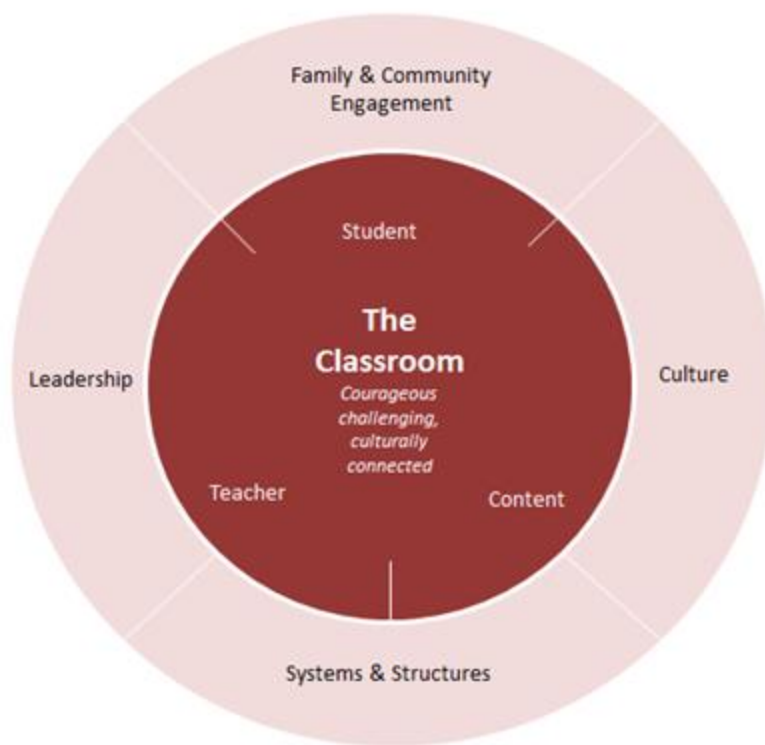 Family & Community
Engagement
Student
The
Classroom
Courageous
challenging,
culturally
connected
Leadership
Culture
Teacher
Content
Systems & Structures